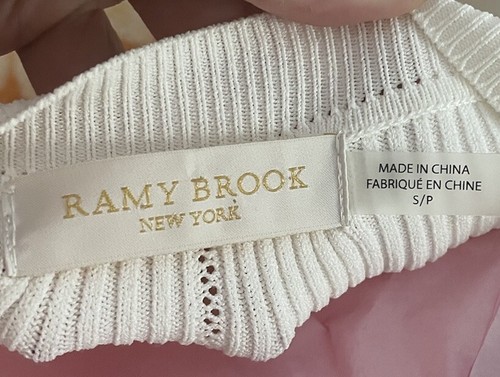 RAMY BROOK
NEW YORK
MADE IN CHINA
FABRIQUÉ EN CHINE
S/P